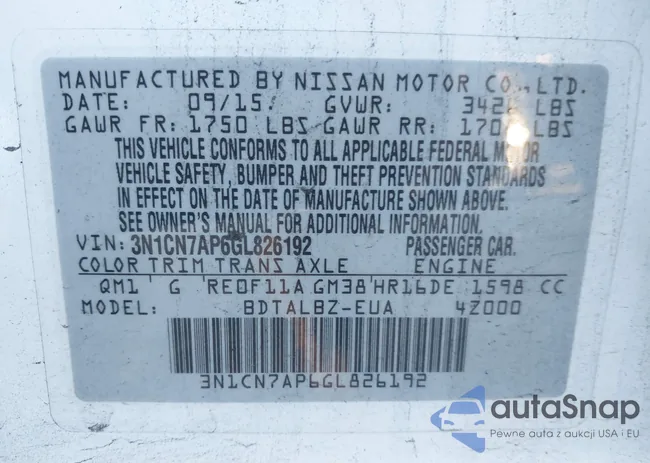 MANUFACTURED BY NISSAN MOTOR CO., LTD.
DATE: 09/15 GVWR: LBS
GAWR FR: 1750 LBS GAWR RR: LBS
THIS VEHICLE CONFORMS TO ALL APPLICABLE FEDERAL MOTOR
VEHICLE SAFETY, BUMPER AND THEFT PREVENTION STANDARDS
IN EFFECT ON THE DATE OF MANUFACTURE SHOWN ABOVE.
SEE OWNER'S MANUAL FOR ADDITIONAL INFORMATION.
VIN: 3N1CN7AP6GL826192 PASSENGER CAR.
COLOR TRIM TRANS AXLE ENGINE
QM1 G RE0F11A GM38 HR16DE 1598 CC
MODEL: BDTALBZ-EUA 4Z000
3N1CN7AP6GL826192
autaSnap
Pewne auta z aukcji USA i EU